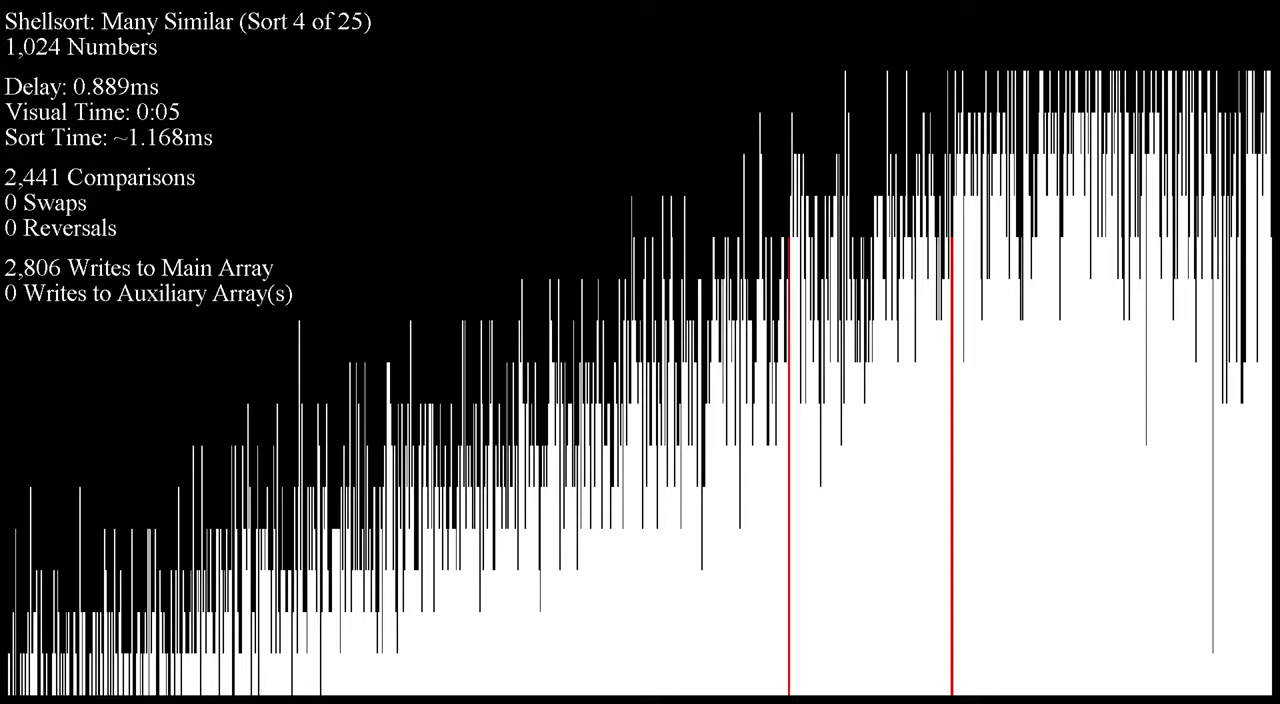 Shellsort: Many Similar (Sort 4 of 25)
1,024 Numbers
Delay: 0.889ms
Visual Time: 0:05
Sort Time: ~1.168ms
2,441 Comparisons
0 Swaps
0 Reversals
2,806 Writes to Main Array
0 Writes to Auxiliary Array(s)